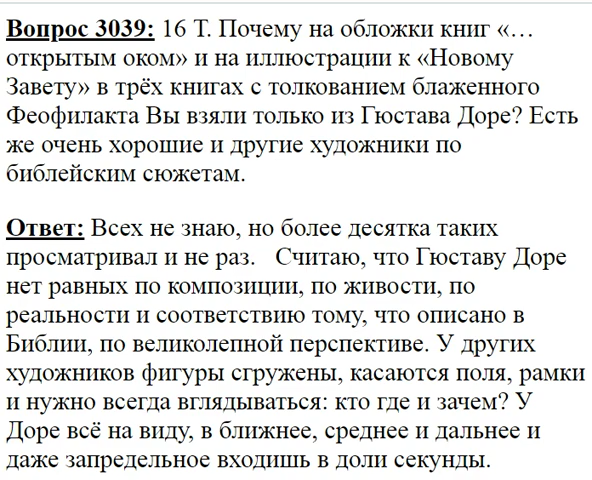 Вопрос 3039: 16 Т. Почему на обложки книг «…
открытым оком» и на иллюстрации к «Новому
Завету» в трёх книгах с толкованием блаженного
Феофилакта Вы взяли только из Гюстава Доре? Есть
же очень хорошие и другие художники по
библейским сюжетам.
Ответ: Всех не знаю, но более десятка таких
просматривал и не раз. Считаю, что Гюставу Доре
нет равных по композиции, по живости, по
реальности и соответствию тому, что описано в
Библии, по великолепной перспективе. У других
художников фигуры сгружены, касаются поля, рамки
и нужно всегда вглядываться: кто где и зачем? У
Доре всё на виду, в ближнее, среднее и дальнее и
даже запредельное входишь в доли секунды.